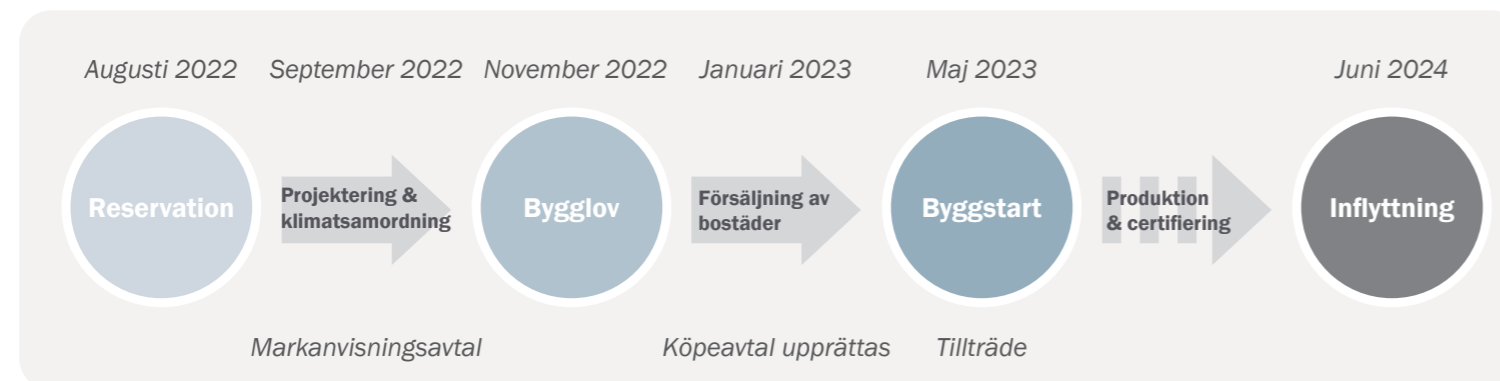 Augusti 2022 September 2022 November 2022 Januari 2023 Maj 2023 Juni 2024
Reservation
Projektering &
klimatsamordning
Bygglov
Försäljning av
bostäder
Byggstart
Produktion
& certifiering
Inflyttning
Markanvisningsavtal Köpeavtal upprättas Tillträde